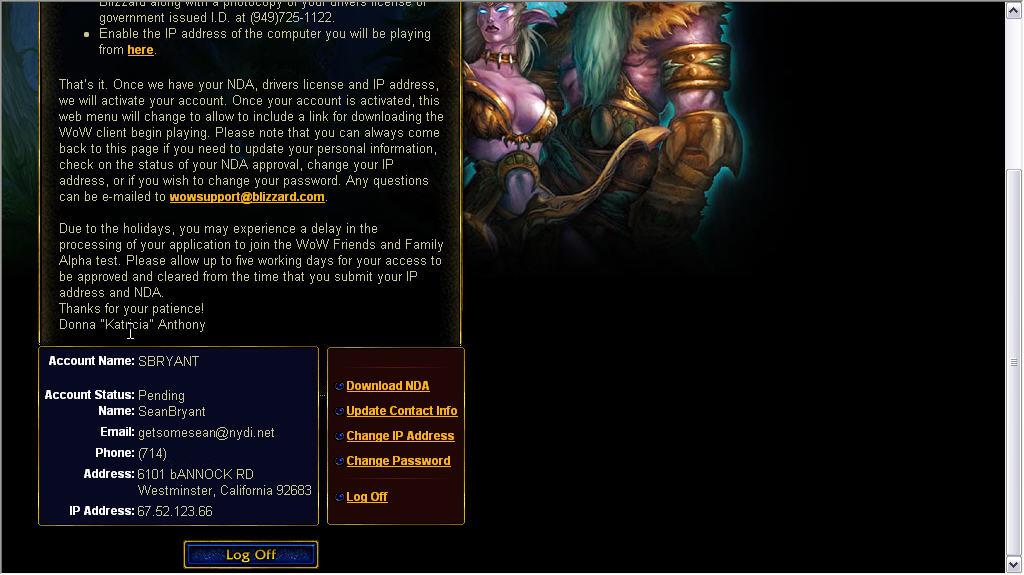 Blizzard along with a photocopy of your drivers license or
government issued I.D. at (949)725-1122.
Enable the IP address of the computer you will be playing
from here.
That's it. Once we have your NDA, drivers license and IP address,
we will activate your account. Once your account is activated, this
web menu will change to allow to include a link for downloading the
WoW client begin playing. Please note that you can always come
back to this page if you need to update your personal information,
check on the status of your NDA approval, change your IP
address, or if you wish to change your password. Any questions
can be e-mailed to wowsupport@blizzard.com.
Due to the holidays, you may experience a delay in the
processing of your application to join the WoW Friends and Family
Alpha test. Please allow up to five working days for your access to
be approved and cleared from the time that you submit your IP
address and NDA.
Thanks for your patience!
Donna "Katricia" Anthony
Account Name: SBRYANT
Account Status: Pending
Name: SeanBryant
Email: getsomesean@nydi.net
Phone: (714)
Address: 6101 bANNOCK RD
Westminster, California 92683
IP Address: 67.52.123.66
Download NDA
Update Contact Info
Change IP Address
Change Password
Log Off
Log Off